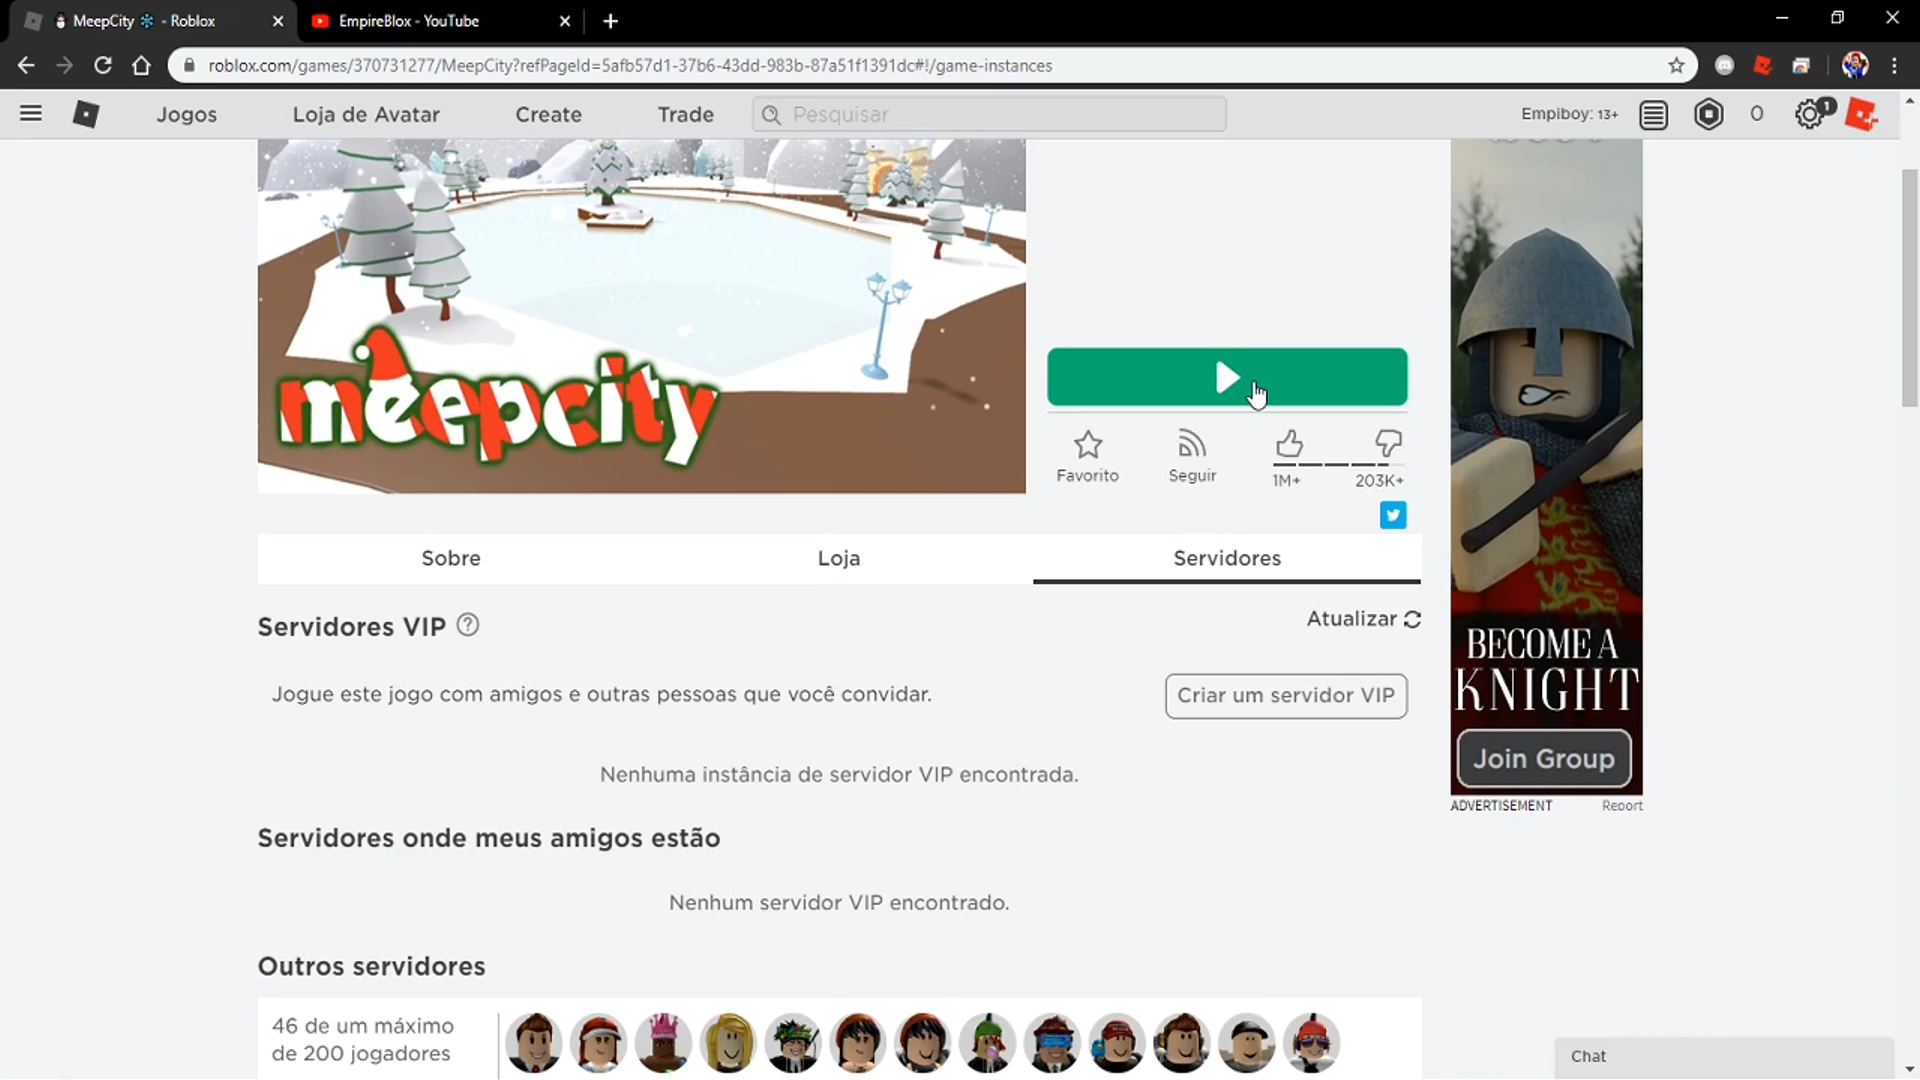 MeepCity - Roblox
EmpireBlox - YouTube
roblox.com/games/370731277/MeepCity?refPageId=5afb57d1-37b6-43dd-983b-87a51f1391dc#!/game-instances
Jogos
Loja de Avatar
Create
Trade
Pesquisar
Empiboy: 13+
0
1
meepcity
Favorito
Seguir
1M+
203K+
Sobre
Loja
Servidores
Servidores VIP
Atualizar
Jogue este jogo com amigos e outras pessoas que você convidar.
Criar um servidor VIP
Nenhuma instância de servidor VIP encontrada.
Servidores onde meus amigos estão
Nenhum servidor VIP encontrado.
Outros servidores
46 de um máximo
de 200 jogadores
BECOME A
KNIGHT
Join Group
ADVERTISEMENT
Report
Chat